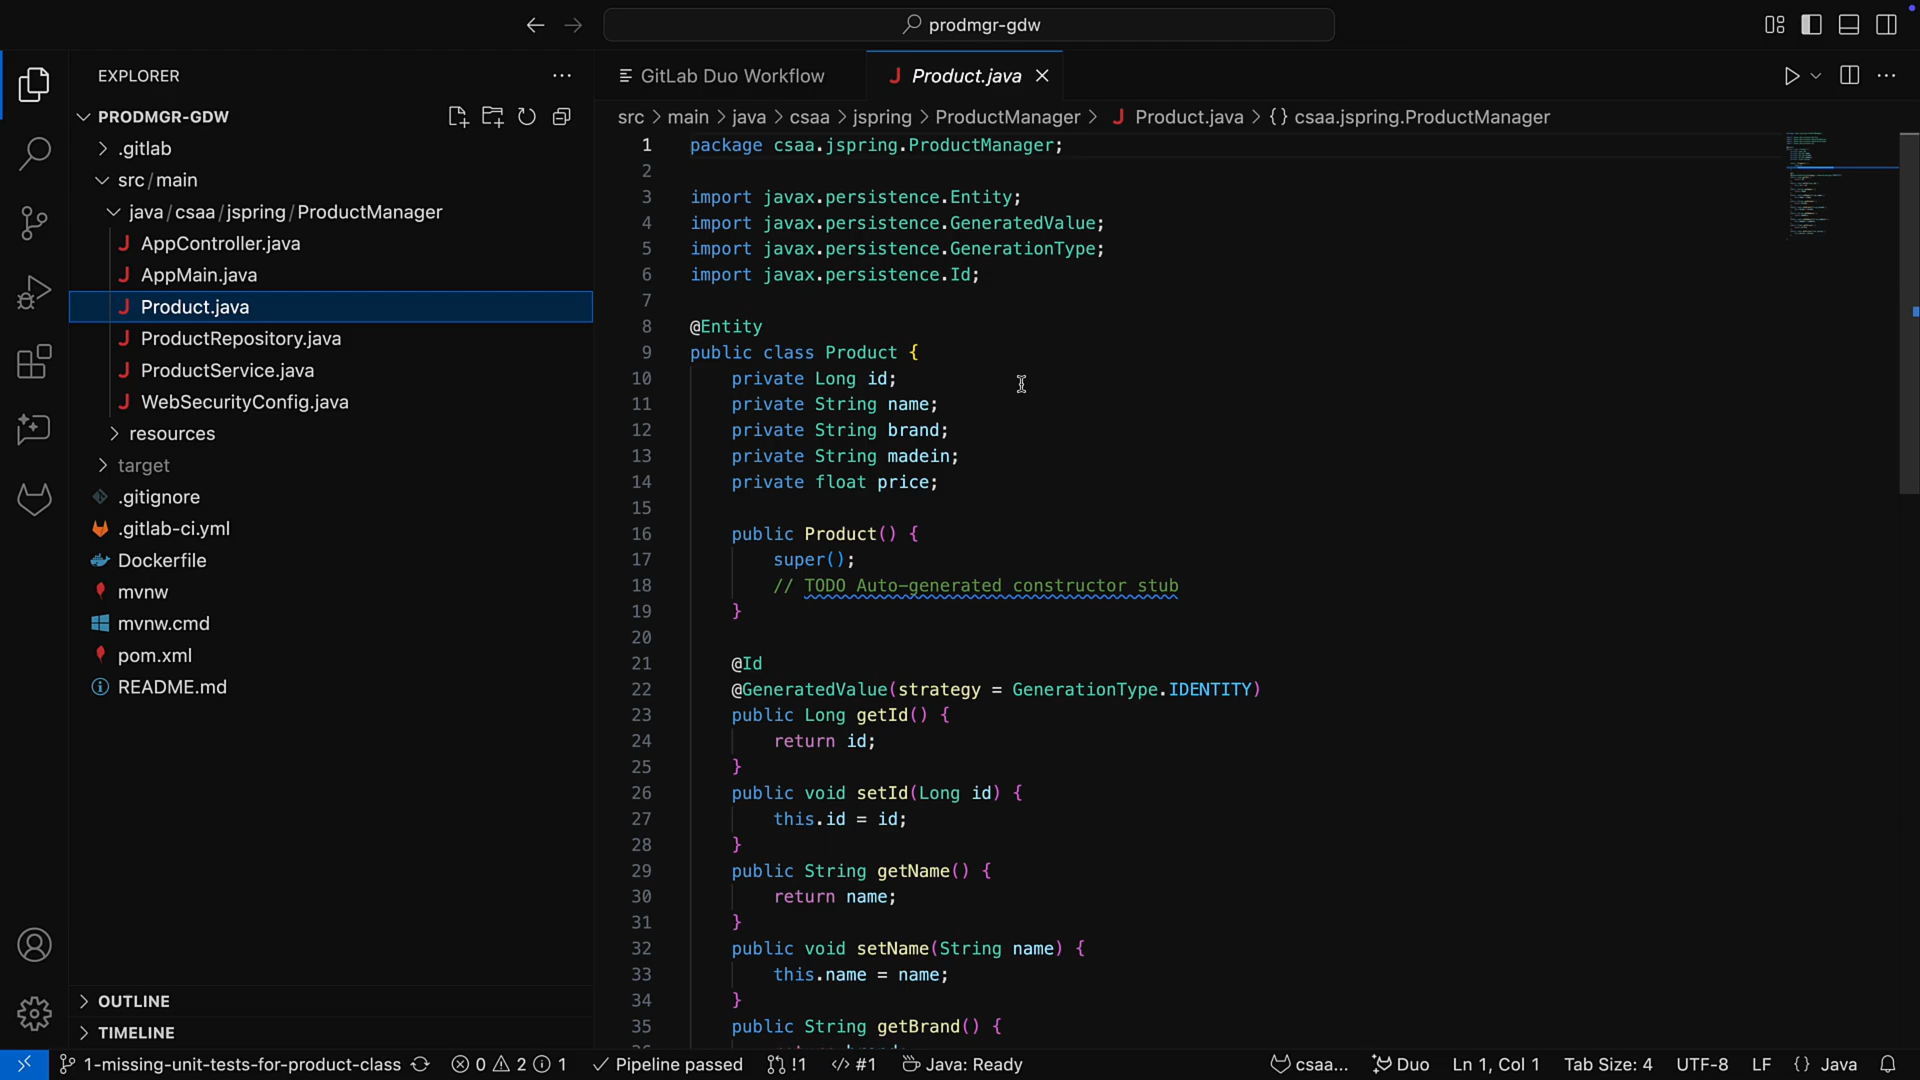 prodmgr-gdw
EXPLORER
PRODMGR-GDW
.gitlab
src/main
java/csaa/jspring/ProductManager
J AppController.java
J AppMain.java
J Product.java
J ProductRepository.java
J ProductService.java
J WebSecurityConfig.java
resources
target
.gitignore
.gitlab-ci.yml
Dockerfile
mvnw
mvnw.cmd
pom.xml
README.md
OUTLINE
TIMELINE
GitLab Duo Workflow
J Product.java
src > main > java > csaa > jspring > ProductManager > J Product.java > {} csaa.jspring.ProductManager
1 package csaa.jspring.ProductManager;
2
3 import javax.persistence.Entity;
4 import javax.persistence.GeneratedValue;
5 import javax.persistence.GenerationType;
6 import javax.persistence.Id;
7
8 @Entity
9 public class Product {
10 private Long id;
11 private String name;
12 private String brand;
13 private String madein;
14 private float price;
15
16 public Product() {
17 super();
18 // TODO Auto-generated constructor stub
19 }
20
21 @Id
22 @GeneratedValue(strategy = GenerationType.IDENTITY)
23 public Long getId() {
24 return id;
25 }
26 public void setId(Long id) {
27 this.id = id;
28 }
29 public String getName() {
30 return name;
31 }
32 public void setName(String name) {
33 this.name = name;
34 }
35 public String getBrand() {
1-missing-unit-tests-for-product-class 0 2 1 Pipeline passed !1 #1 Java: Ready csaa... Duo Ln 1, Col 1 Tab Size: 4 UTF-8 LF {} Java